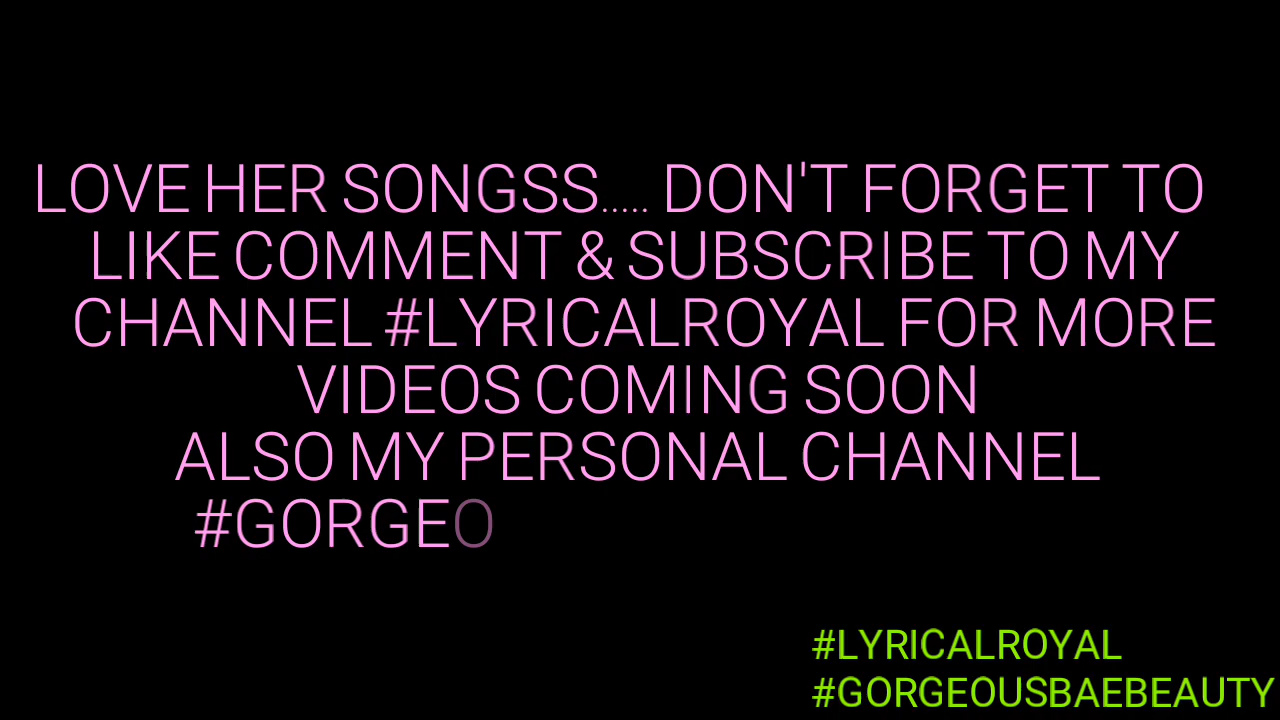 LOVE HER SONGSS..... DON'T FORGET TO
LIKE COMMENT & SUBSCRIBE TO MY
CHANNEL #LYRICALROYAL FOR MORE
VIDEOS COMING SOON
ALSO MY PERSONAL CHANNEL
#GORGEO
#LYRICALROYAL
#GORGEOUSBAEBEAUTY